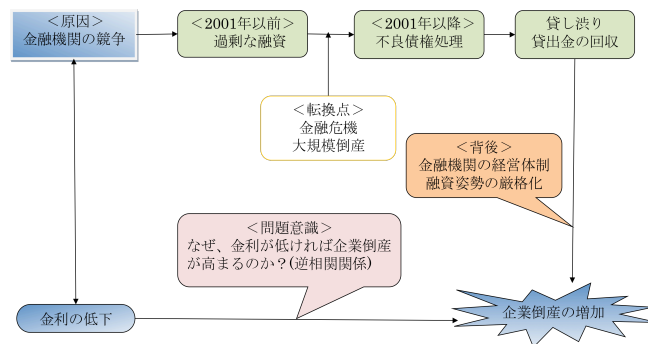 ＜原因＞
金融機関の競争
＜2001年以前＞
過剰な融資
＜2001年以降＞
不良債権処理
貸し渋り
貸出金の回収
＜転換点＞
金融危機
大規模倒産
＜背後＞
金融機関の経営体制
融資姿勢の厳格化
＜問題意識＞
なぜ、金利が低ければ企業倒産
が高まるのか？(逆相関関係)
金利の低下
企業倒産の増加